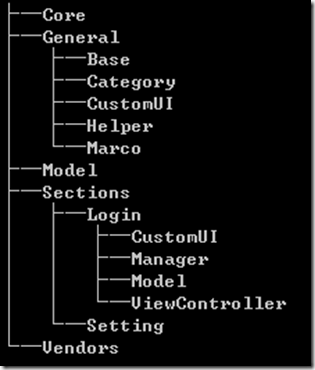 Core
General
Base
Category
CustomUI
Helper
Marco
Model
Sections
Login
CustomUI
Manager
Model
ViewController
Setting
Vendors